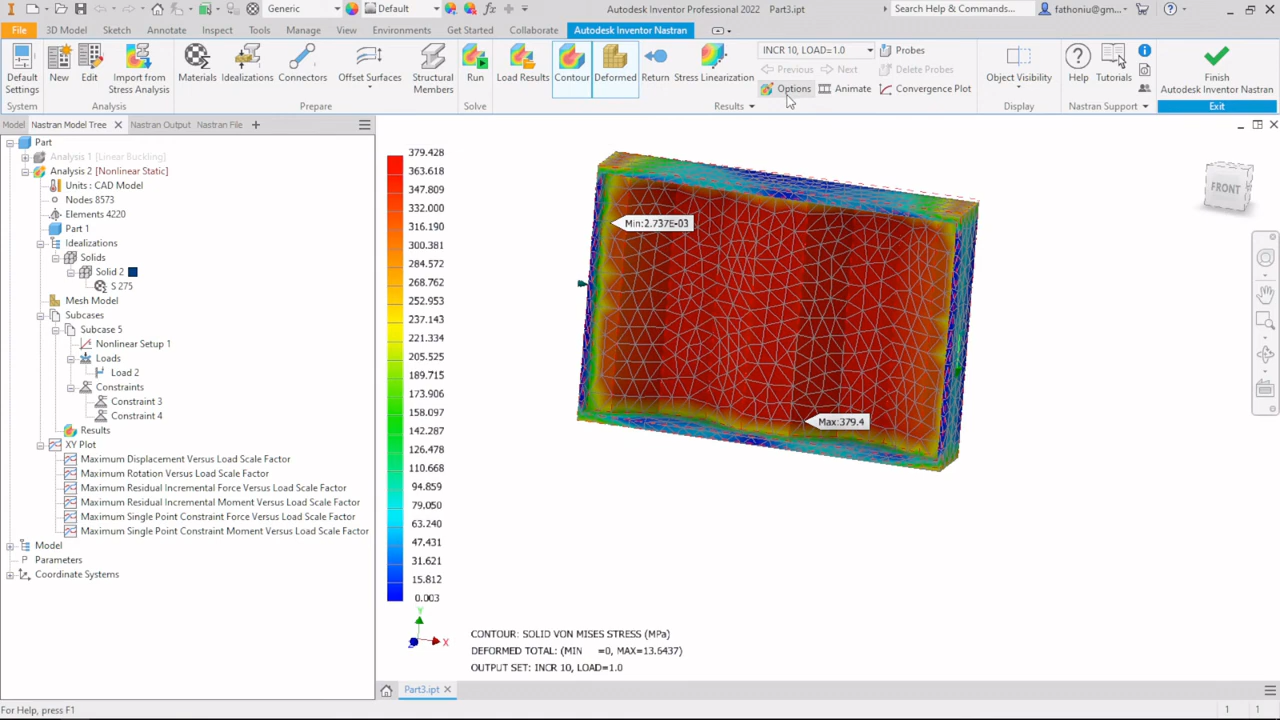 Generic
Default
Autodesk Inventor Professional 2022 Part3.ipt
Search Help & Commands...
fathoniu@gm...
File 3D Model Sketch Annotate Inspect Tools Manage View Environments Get Started Collaborate Autodesk Inventor Nastran
Default Settings
New
Edit
Import from Stress Analysis
Materials
Idealizations
Connectors
Offset Surfaces
Structural Members
Run
Load Results
Contour
Deformed
Return
Stress Linearization
INCR 10, LOAD=1.0
Previous Next
Options Animate
Probes
Delete Probes
Convergence Plot
Object Visibility
Help
Tutorials
Finish Autodesk Inventor Nastran
System Analysis Prepare Solve Results Display Nastran Support Exit
Model Nastran Model Tree Nastran Output Nastran File
Part
Analysis 1 [Linear Buckling]
Analysis 2 [Nonlinear Static]
Units : CAD Model
Nodes 8573
Elements 4220
Part 1
Idealizations
Solids
Solid 2
S 275
Mesh Model
Subcases
Subcase 5
Nonlinear Setup 1
Loads
Load 2
Constraints
Constraint 3
Constraint 4
Results
XY Plot
Maximum Displacement Versus Load Scale Factor
Maximum Rotation Versus Load Scale Factor
Maximum Residual Incremental Force Versus Load Scale Factor
Maximum Residual Incremental Moment Versus Load Scale Factor
Maximum Single Point Constraint Force Versus Load Scale Factor
Maximum Single Point Constraint Moment Versus Load Scale Factor
Model
Parameters
Coordinate Systems
379.428
363.618
347.809
332.000
316.190
300.381
284.572
268.762
252.953
237.143
221.334
205.525
189.715
173.906
158.097
142.287
126.478
110.668
94.859
79.050
63.240
47.431
31.621
15.812
0.003
Min:2.737E-03
Max:379.4
FRONT
Y
X
Z
CONTOUR: SOLID VON MISES STRESS (MPa)
DEFORMED TOTAL: (MIN =0, MAX=13.6437)
OUTPUT SET: INCR 10, LOAD=1.0
Part3.ipt
For Help, press F1
1 1